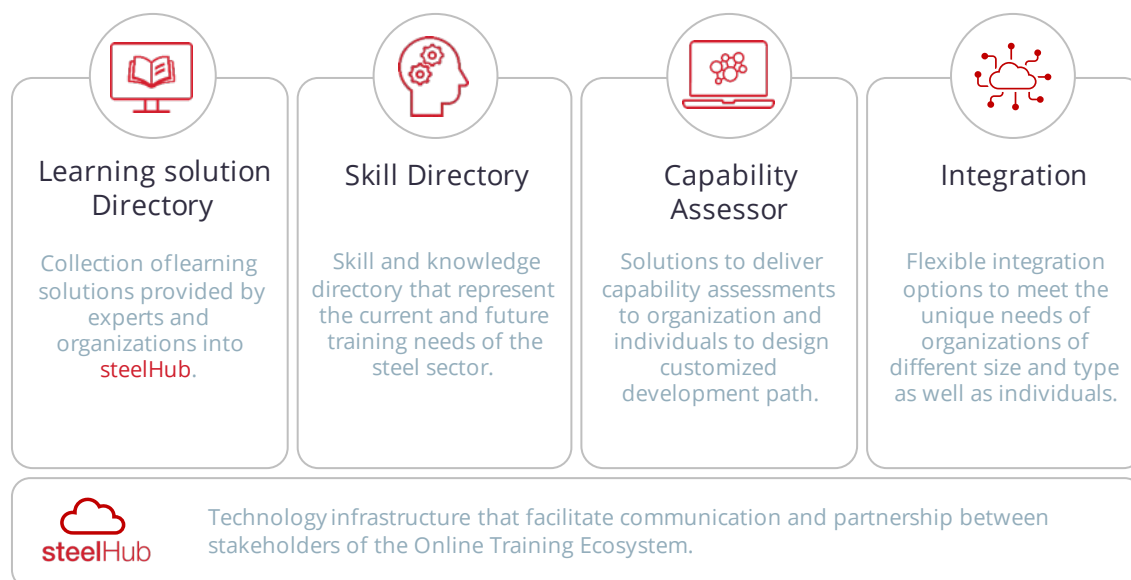 Learning solution
Directory
Collection of learning
solutions provided by
experts and
organizations into
steelHub.
Skill Directory
Skill and knowledge
directory that represent
the current and future
training needs of the
steel sector.
Capability
Assessor
Solutions to deliver
capability assessments
to organization and
individuals to design
customized
development path.
Integration
Flexible integration
options to meet the
unique needs of
organizations of
different size and type
as well as individuals.
steelHub
Technology infrastructure that facilitate communication and partnership between
stakeholders of the Online Training Ecosystem.